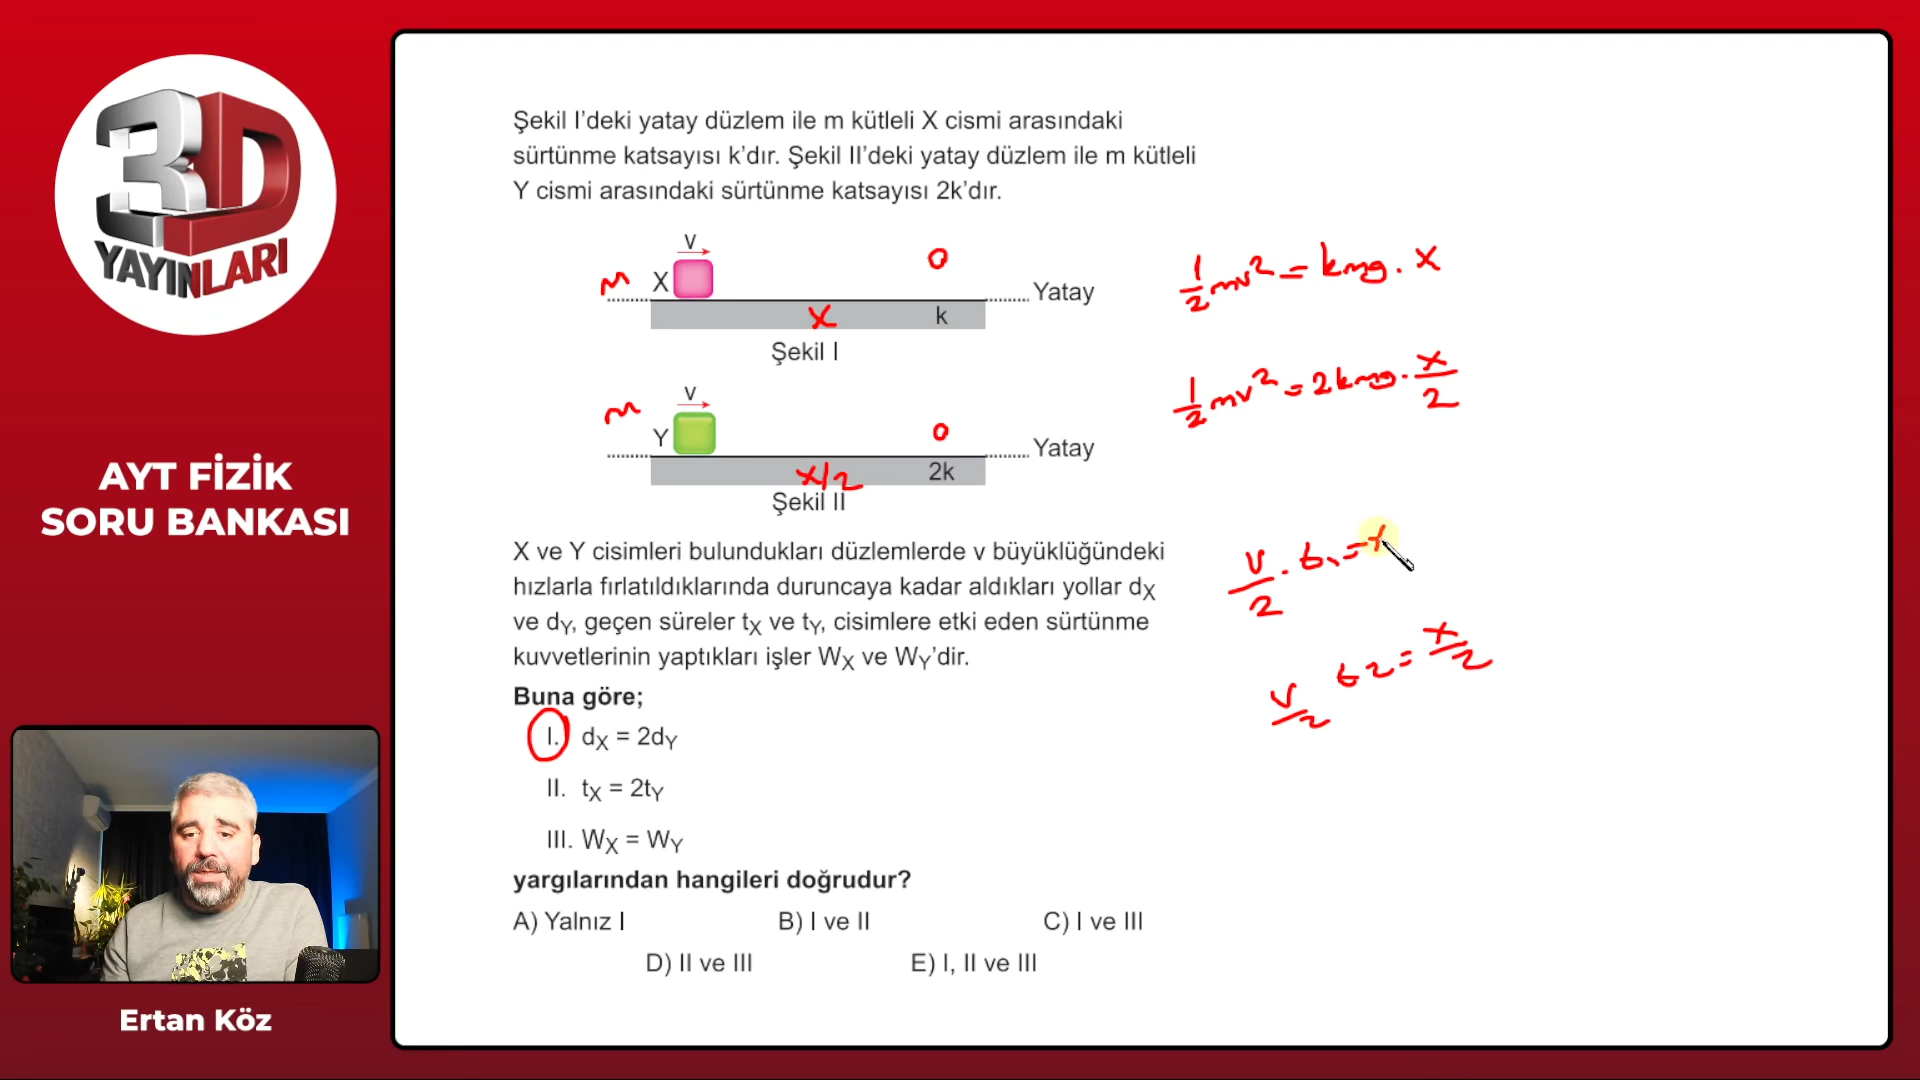 3D
YAYINLARI
AYT FİZİK
SORU BANKASI
Ertan Köz
Şekil I’deki yatay düzlem ile m kütleli X cismi arasındaki
sürtünme katsayısı k’dır. Şekil II’deki yatay düzlem ile m kütleli
Y cismi arasındaki sürtünme katsayısı 2k’dır.
V
m X 0 Yatay
x k
Şekil I
V
m Y 0 Yatay
x/2 2k
Şekil II
X ve Y cisimleri bulundukları düzlemlerde v büyüklüğündeki
hızlarla fırlatıldıklarında duruncaya kadar aldıkları yollar dX
ve dY, geçen süreler tX ve tY, cisimlere etki eden sürtünme
kuvvetlerinin yaptıkları işler WX ve WY’dir.
Buna göre;
I. dX = 2dY
II. tX = 2tY
III. WX = WY
yargılarından hangileri doğrudur?
A) Yalnız I B) I ve II C) I ve III
D) II ve III E) I, II ve III
1/2 mv² = kmg . x
1/2 mv² = 2kmg . x/2
v/2 . t1 = x
v/2 t2 = x/2